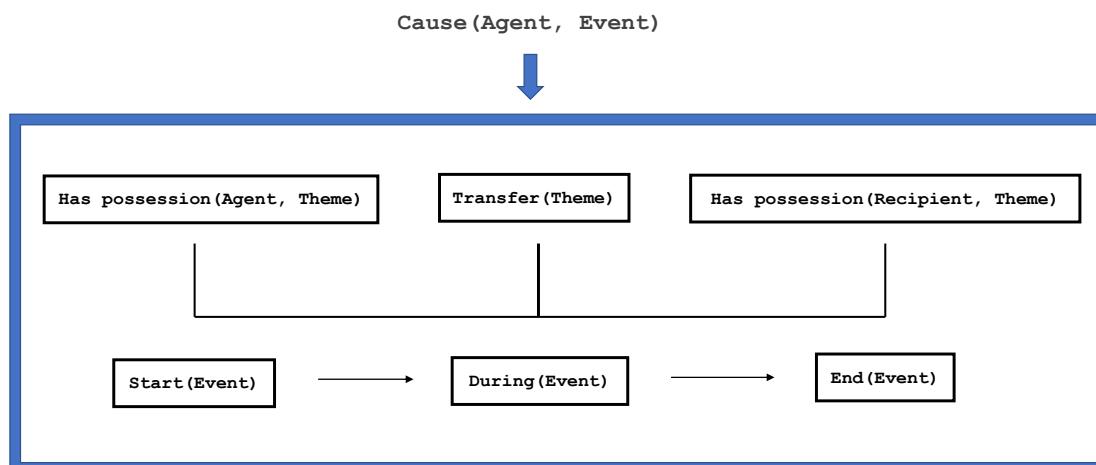 Cause(Agent, Event)
Has possession(Agent, Theme)
Transfer(Theme)
Has possession(Recipient, Theme)
Start(Event)
During(Event)
End(Event)